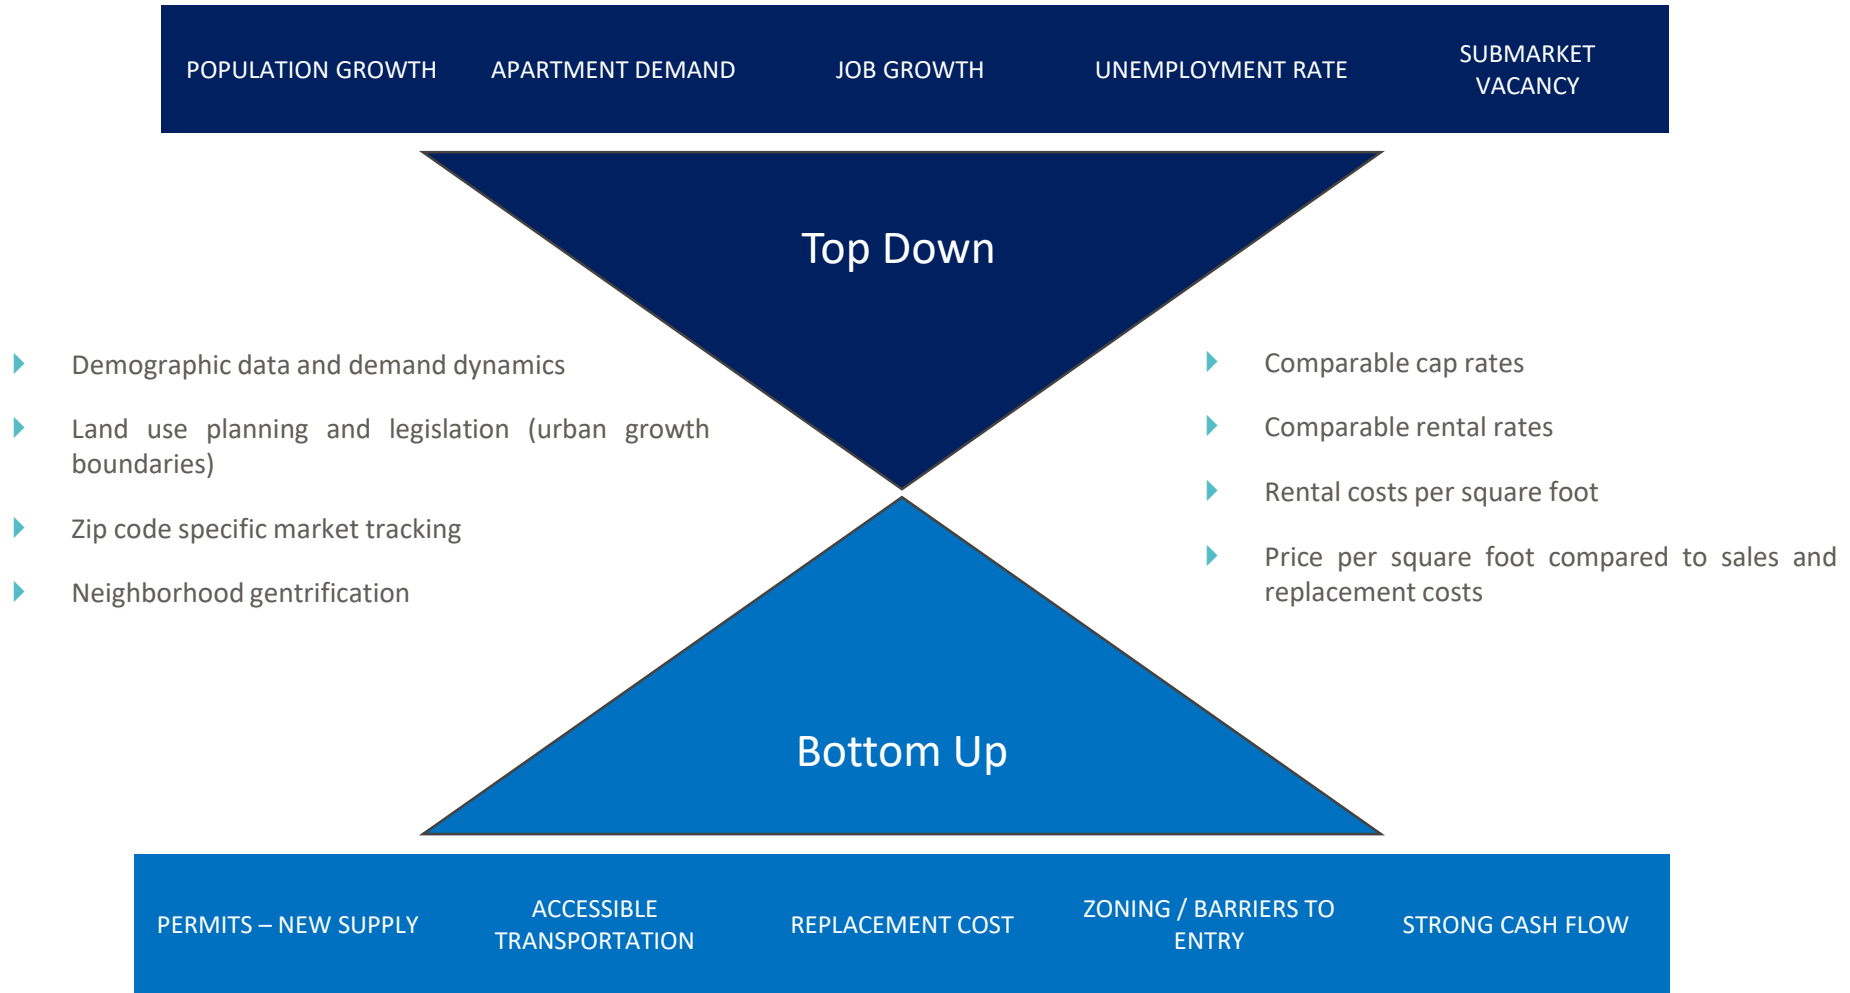 POPULATION GROWTH
APARTMENT DEMAND
JOB GROWTH
UNEMPLOYMENT RATE
SUBMARKET
VACANCY
Top Down
Demographic data and demand dynamics
Land use planning and legislation (urban growth
boundaries)
Zip code specific market tracking
Neighborhood gentrification
Comparable cap rates
Comparable rental rates
Rental costs per square foot
Price per square foot compared to sales and
replacement costs
Bottom Up
PERMITS – NEW SUPPLY
ACCESSIBLE
TRANSPORTATION
REPLACEMENT COST
ZONING / BARRIERS TO
ENTRY
STRONG CASH FLOW